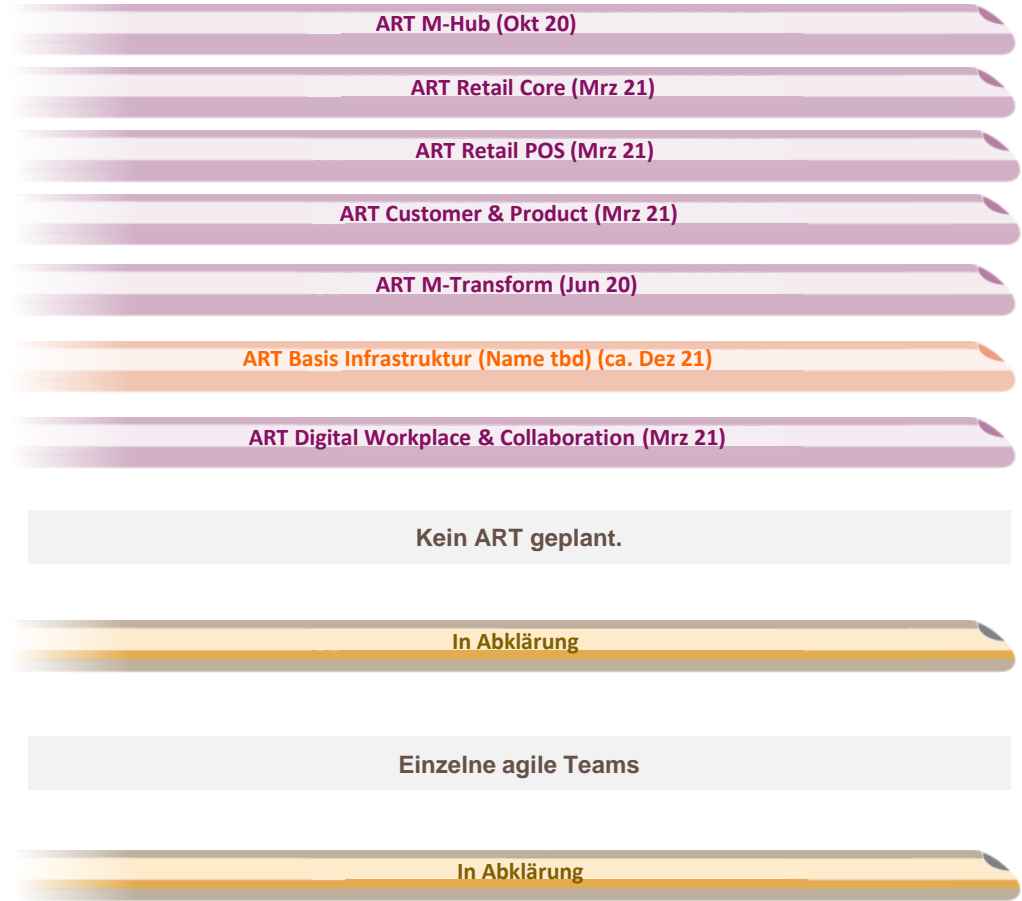 ART M-Hub (Okt 20)
ART Retail Core (Mrz 21)
ART Retail POS (Mrz 21)
ART Customer & Product (Mrz 21)
ART M-Transform (Jun 20)
ART Basis Infrastruktur (Name tbd) (ca. Dez 21)
ART Digital Workplace & Collaboration (Mrz 21)
Kein ART geplant.
In Abklärung
Einzelne agile Teams
In Abklärung